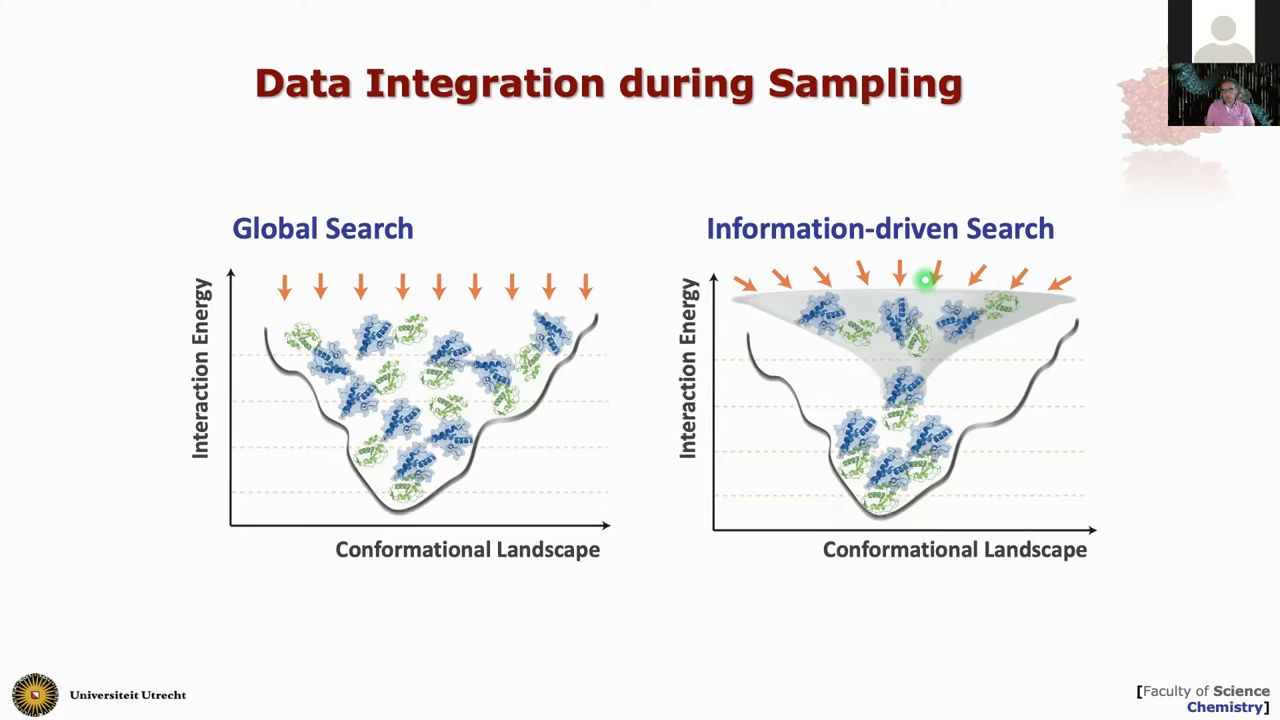 Data Integration during Sampling
Global Search
Information-driven Search
Interaction Energy
Interaction Energy
Conformational Landscape
Conformational Landscape
Universiteit Utrecht
[Faculty of Science
Chemistry]